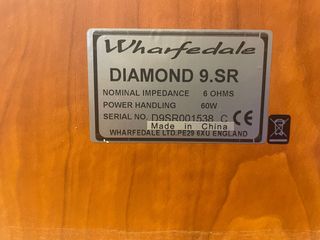 Wharfedale
DIAMOND 9.SR
NOMINAL IMPEDANCE 6 OHMS
POWER HANDLING 60W
SERIAL NO. D9SR001538 C CE
Made in China
WHARFEDALE LTD.PE29 6XU ENGLAND